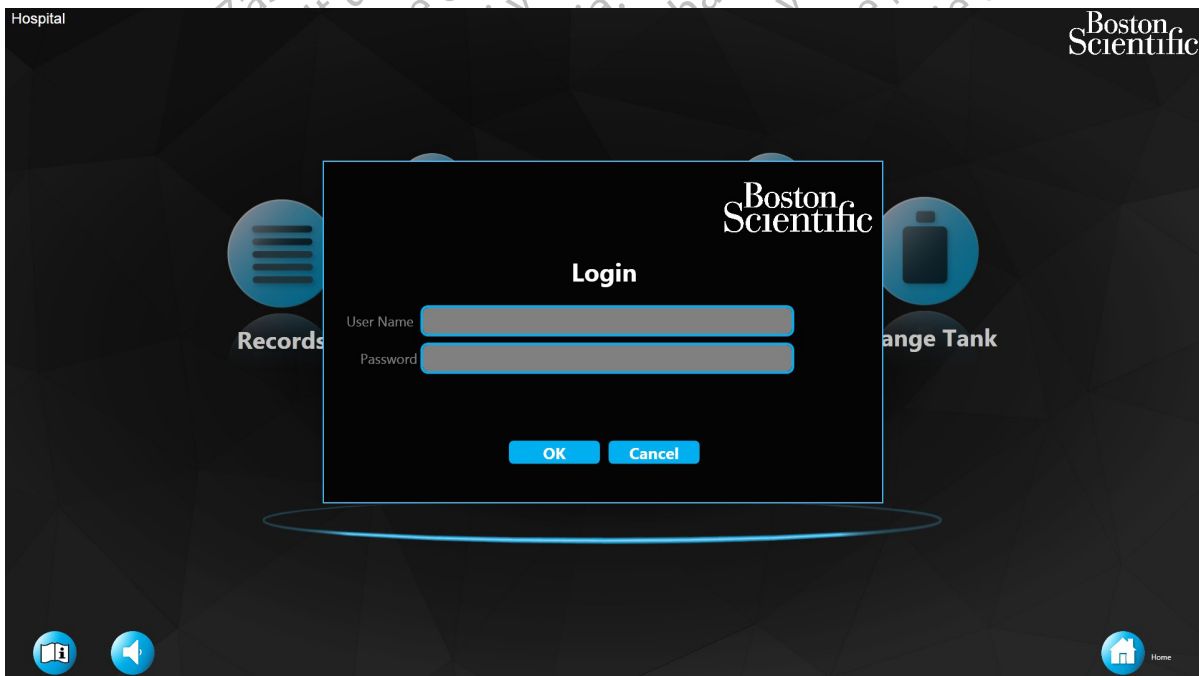 Hospital
Boston
Scientific
Boston
Scientific
Login
User Name
Password
Records
ange Tank
OK
Cancel
Home